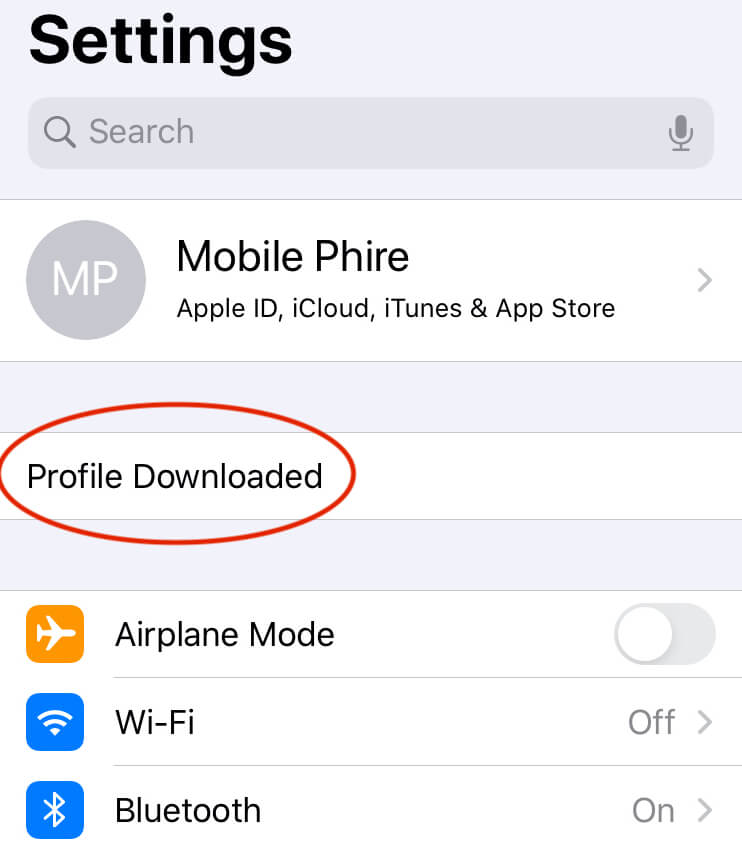 Settings
Search
MP
Mobile Phire
Apple ID, iCloud, iTunes & App Store
Profile Downloaded
Airplane Mode
Wi-Fi Off
Bluetooth On